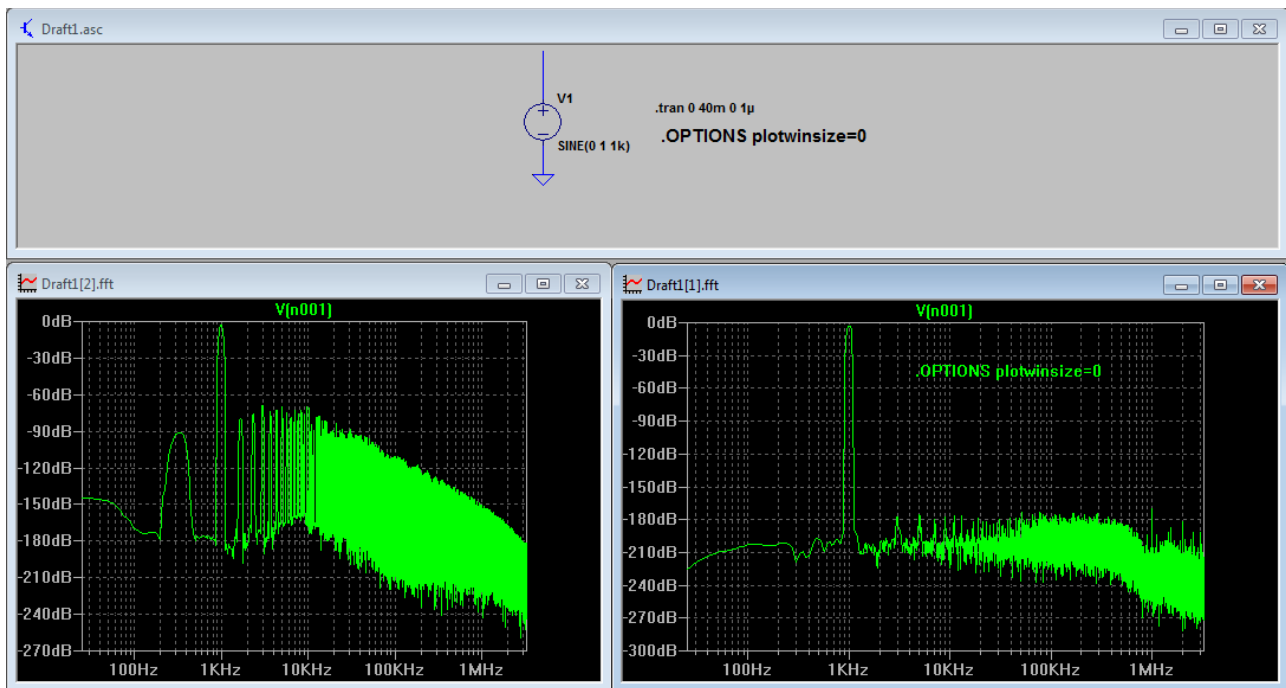 Draft1.asc
V1
.tran 0 40m 0 1µ
.OPTIONS plotwinsize=0
SINE(0 1 1k)
Draft1[2].fft
V(n001)
0dB
-30dB
-60dB
-90dB
-120dB
-150dB
-180dB
-210dB
-240dB
-270dB
100Hz 1KHz 10KHz 100KHz 1MHz
Draft1[1].fft
V(n001)
.OPTIONS plotwinsize=0
0dB
-30dB
-60dB
-90dB
-120dB
-150dB
-180dB
-210dB
-240dB
-270dB
-300dB
100Hz 1KHz 10KHz 100KHz 1MHz